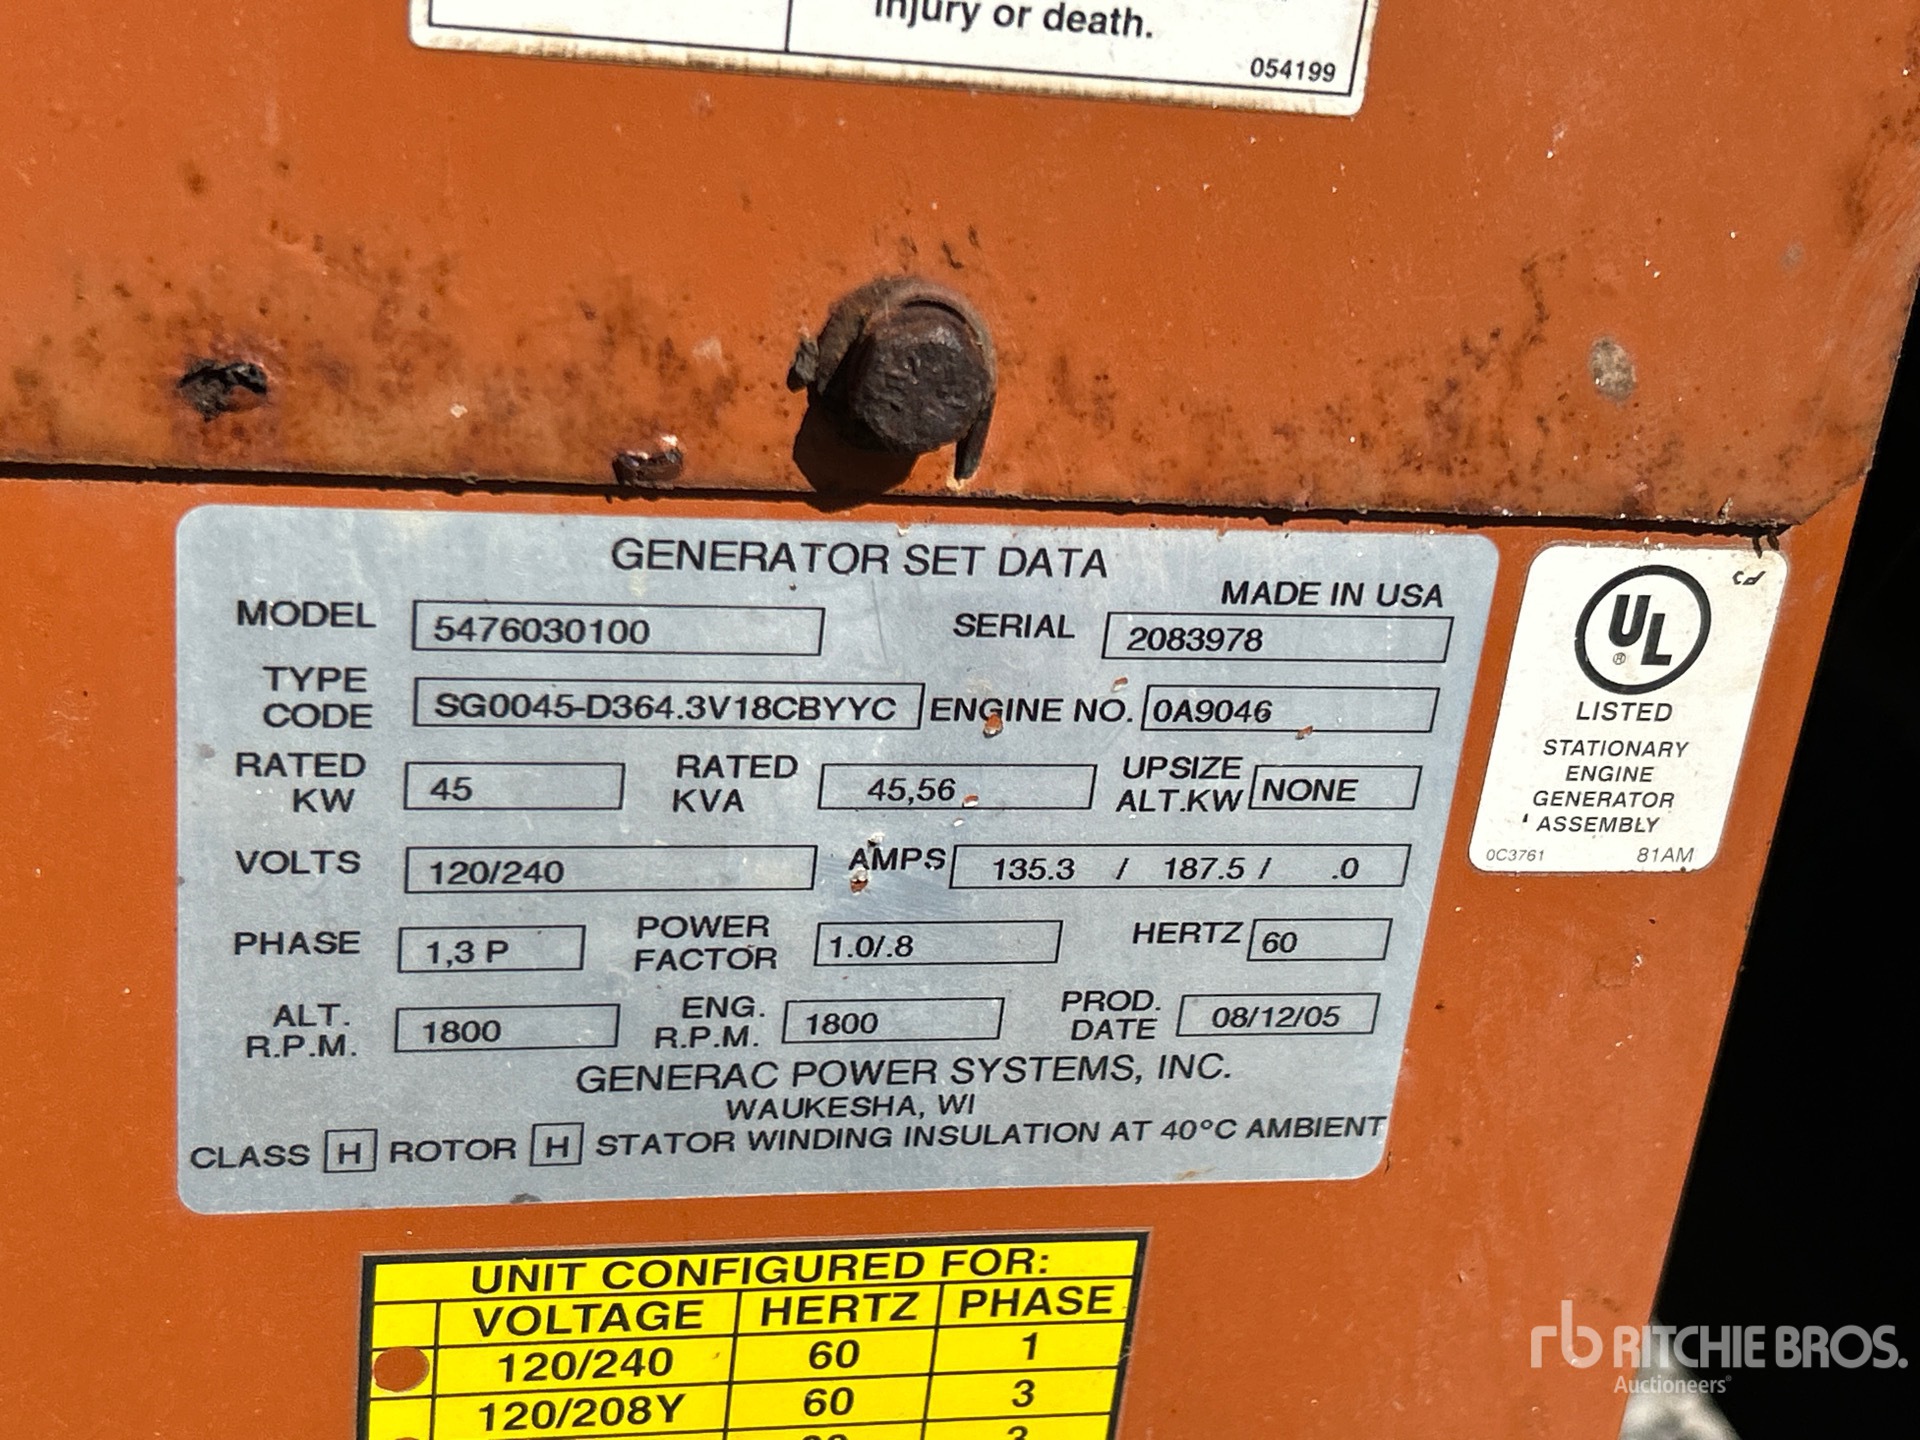 injury or death.
054199
GENERATOR SET DATA
MADE IN USA
MODEL 5476030100 SERIAL 2083978
TYPE CODE SG0045-D364.3V18CBYYC ENGINE NO. 0A9046
RATED KW 45 RATED KVA 45,56 UPSIZE ALT.KW NONE
VOLTS 120/240 AMPS 135.3 / 187.5 / .0
PHASE 1,3 P POWER FACTOR 1.0/.8 HERTZ 60
ALT. R.P.M. 1800 ENG. R.P.M. 1800 PROD. DATE 08/12/05
GENERAC POWER SYSTEMS, INC.
WAUKESHA, WI
CLASS H ROTOR H STATOR WINDING INSULATION AT 40°C AMBIENT
UL ®
LISTED
STATIONARY
ENGINE
GENERATOR
ASSEMBLY
0C3761 81AM
UNIT CONFIGURED FOR:
VOLTAGE HERTZ PHASE
120/240 60 1
120/208Y 60 3
rb RITCHIE BROS.
Auctioneers